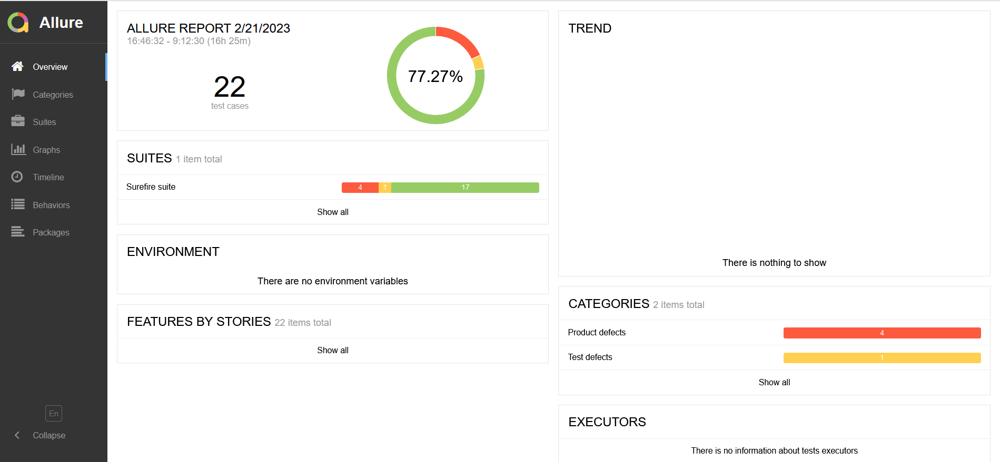 Allure
Overview
Categories
Suites
Graphs
Timeline
Behaviors
Packages
En
Collapse
ALLURE REPORT 2/21/2023
16:46:32 - 9:12:30 (16h 25m)
22
test cases
77.27%
SUITES 1 item total
Surefire suite 4 1 17
Show all
ENVIRONMENT
There are no environment variables
FEATURES BY STORIES 22 items total
Show all
TREND
There is nothing to show
CATEGORIES 2 items total
Product defects 4
Test defects 1
Show all
EXECUTORS
There is no information about tests executors